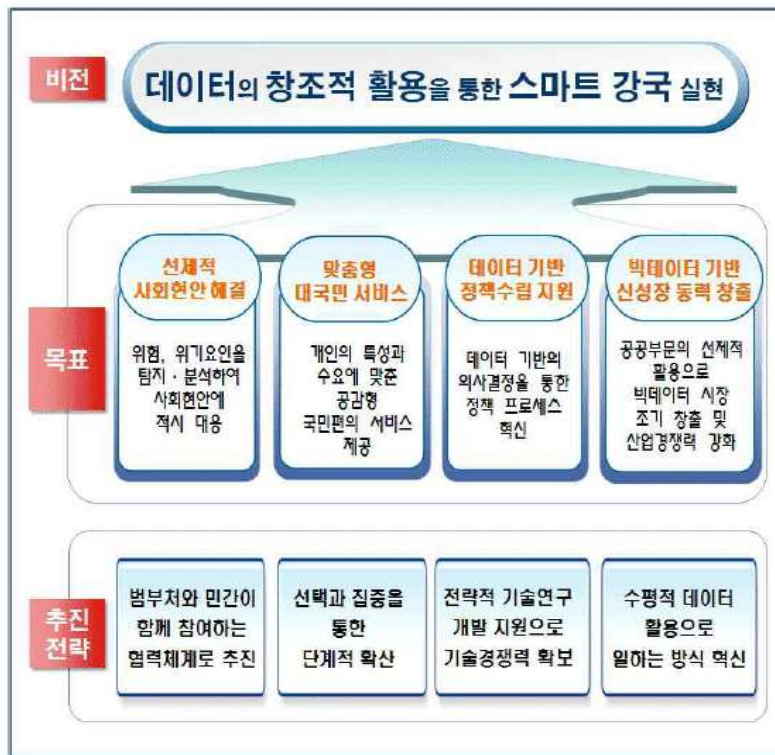 비전
데이터의 창조적 활용을 통한 스마트 강국 실현
목표
선제적
사회현안 해결
위험, 위기요인을
탐지·분석하여
사회현안에
적시 대응
맞춤형
대국민 서비스
개인의 특성과
수요에 맞춘
공감형
국민편의 서비스
제공
데이터 기반
정책수립 지원
데이터 기반의
의사결정을 통한
정책 프로세스
혁신
빅데이터 기반
신성장 동력 창출
공공부문의 선제적
활용으로
빅데이터 시장
조기 창출 및
산업경쟁력 강화
추진
전략
범부처와 민간이
함께 참여하는
협력체계로 추진
선택과 집중을
통한
단계적 확산
전략적 기술연구
개발 지원으로
기술경쟁력 확보
수평적 데이터
활용으로
일하는 방식 혁신